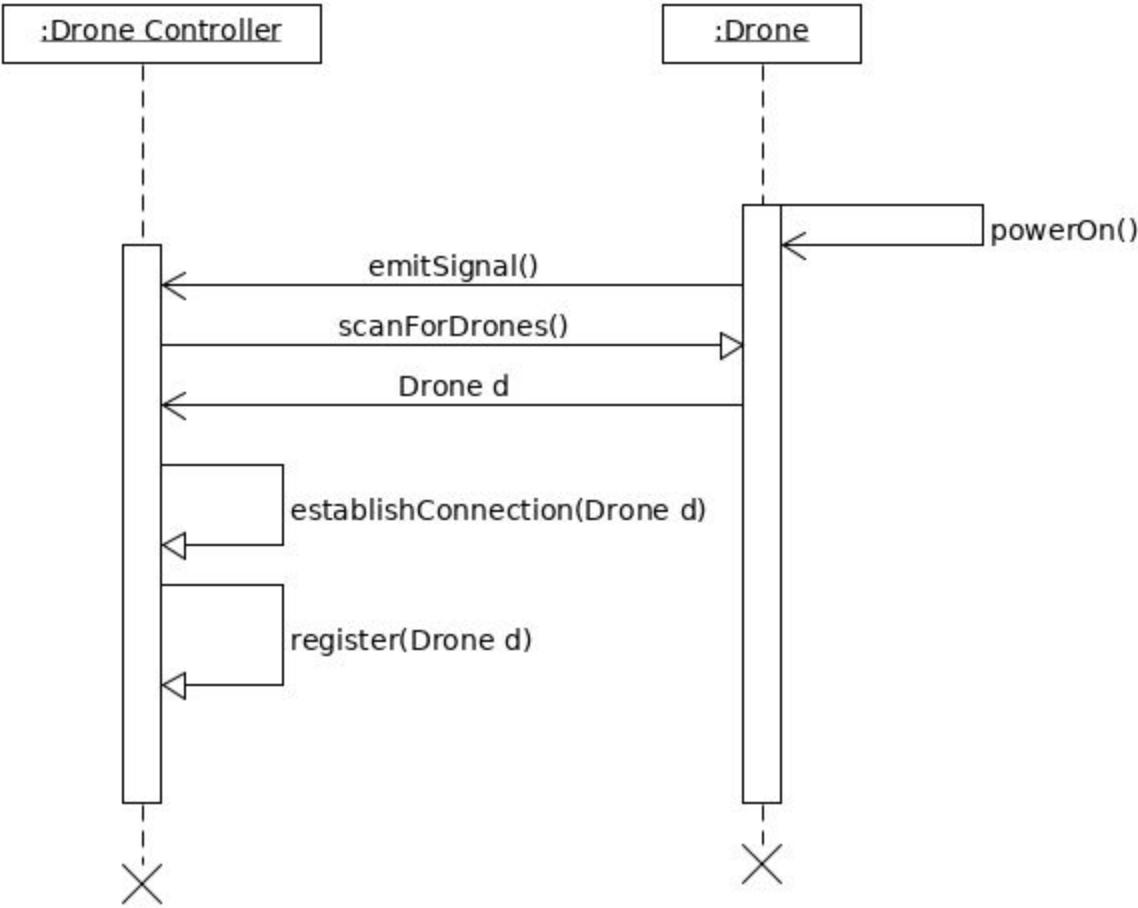 :Drone Controller
:Drone
powerOn()
emitSignal()
scanForDrones()
Drone d
establishConnection(Drone d)
register(Drone d)